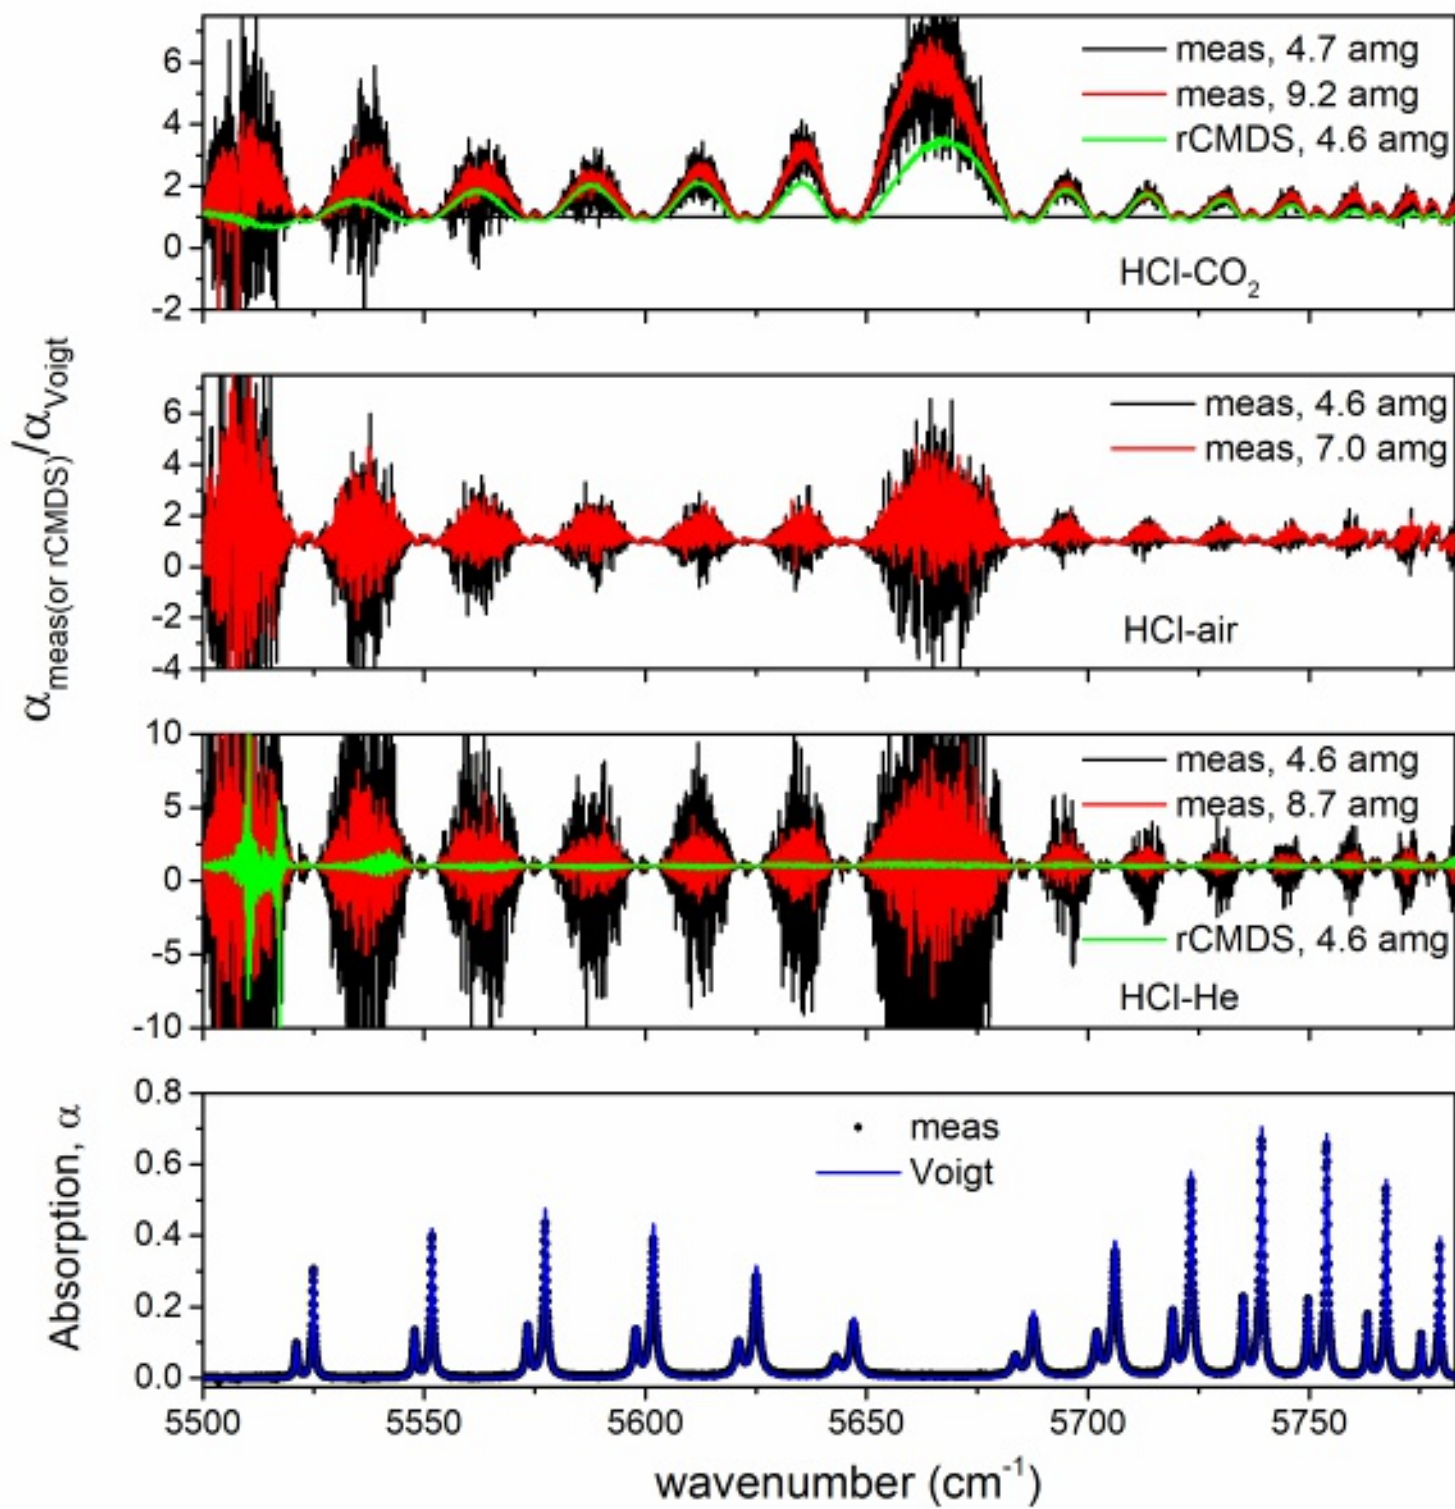 α_meas(or rCMDS)/α_Voigt
6
4
2
0
-2
meas, 4.7 amg
meas, 9.2 amg
rCMDS, 4.6 amg
HCl-CO₂
6
4
2
0
-2
-4
meas, 4.6 amg
meas, 7.0 amg
HCl-air
10
5
0
-5
-10
meas, 4.6 amg
meas, 8.7 amg
rCMDS, 4.6 amg
HCl-He
Absorption, α
0.8
0.6
0.4
0.2
0.0
meas
Voigt
5500 5550 5600 5650 5700 5750
wavenumber (cm⁻¹)